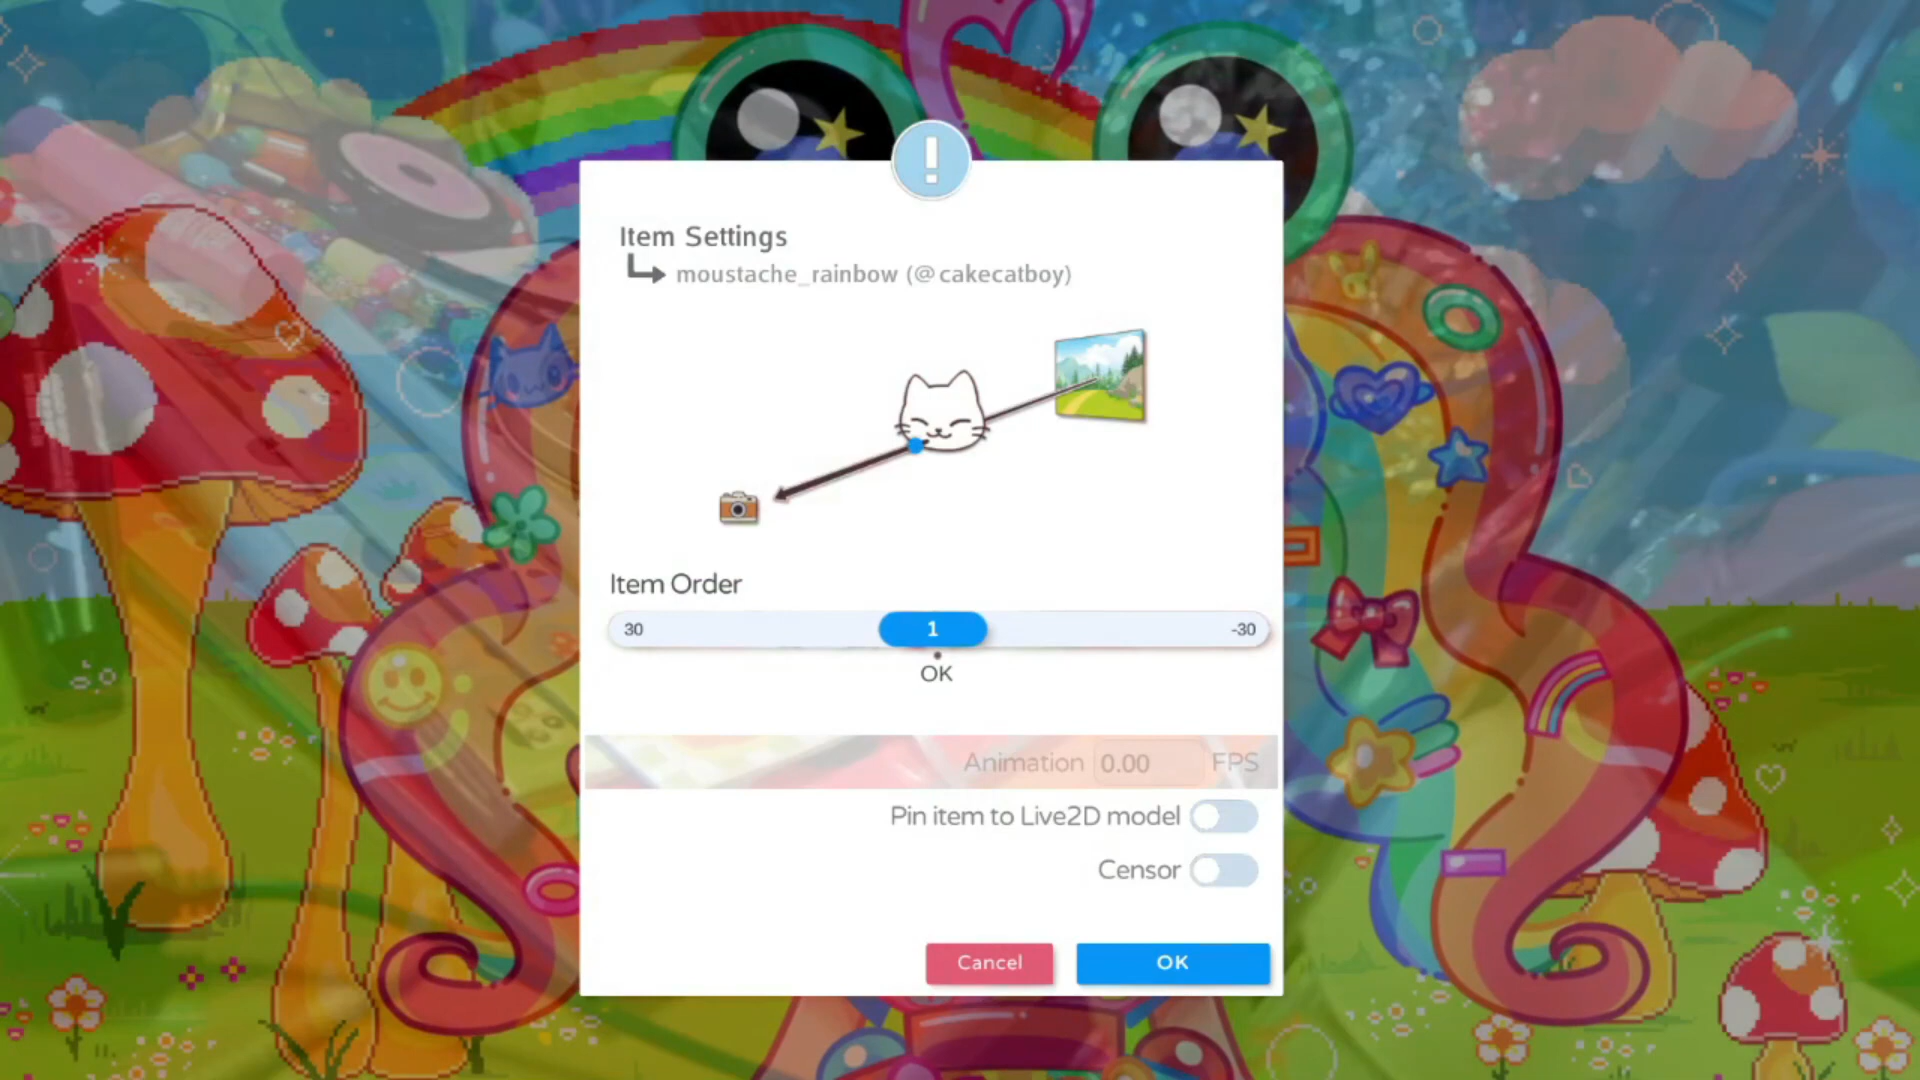 Item Settings
moustache_rainbow (@cakecatboy)
Item Order
30
1
-30
OK
Animation 0.00 FPS
Pin item to Live2D model
Censor
Cancel
OK